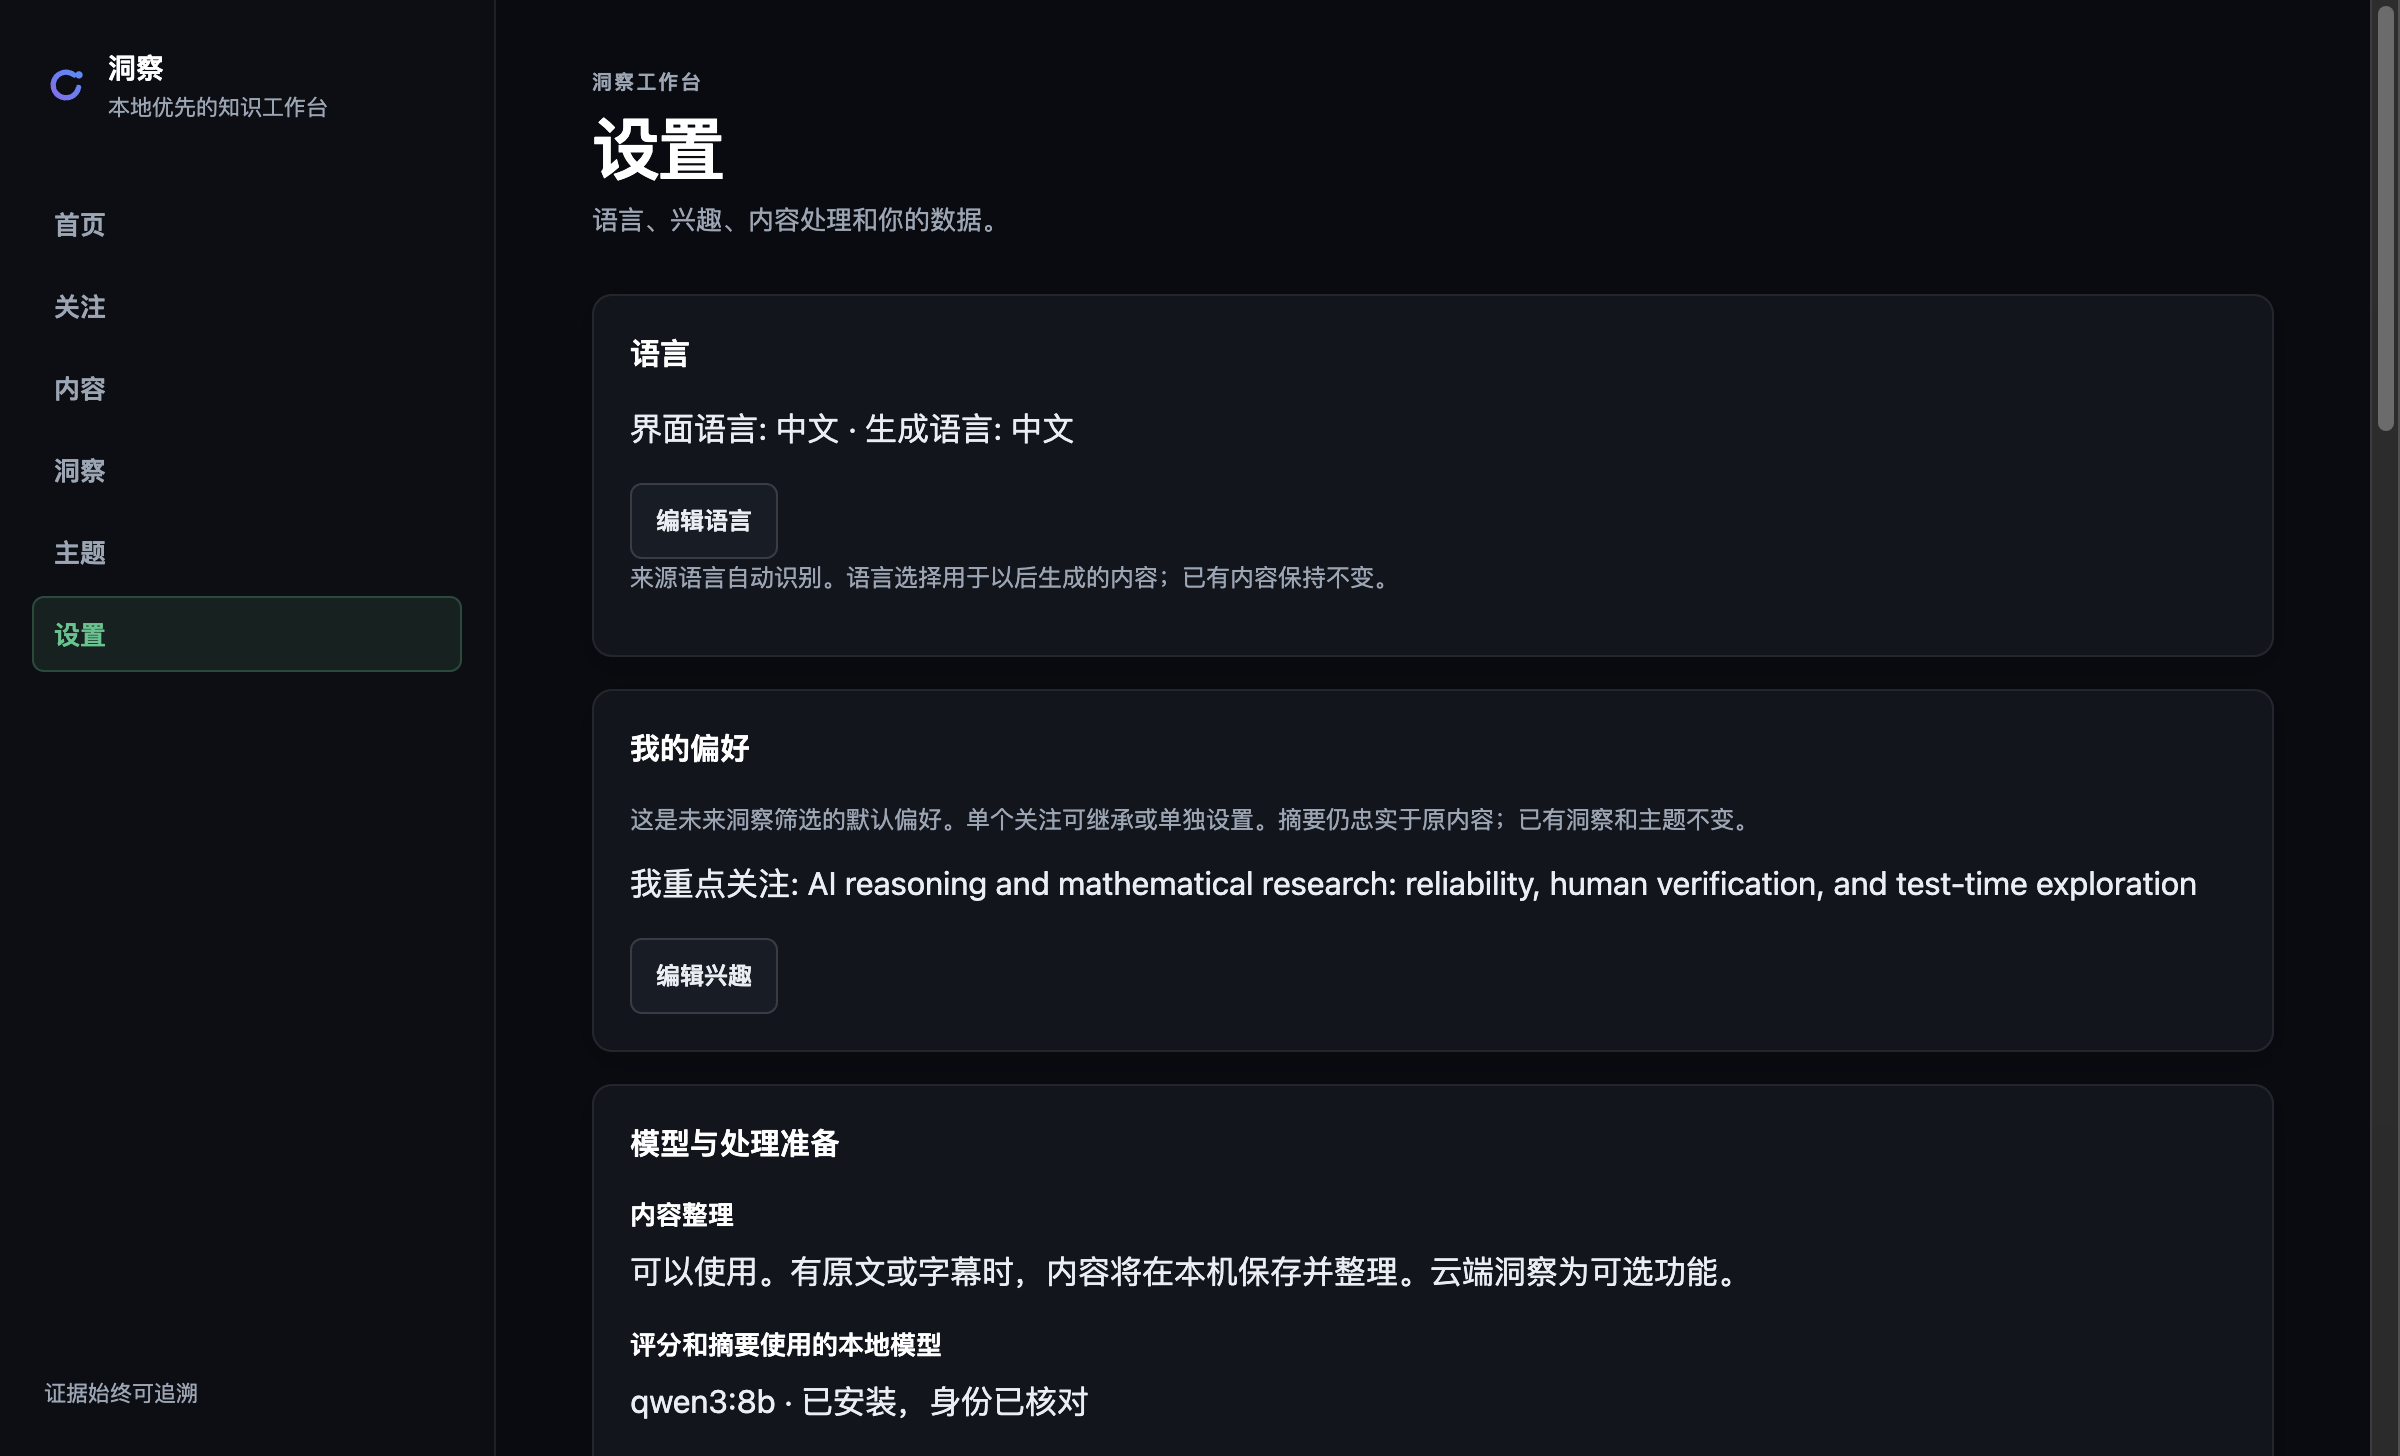 洞察
本地优先的知识工作台
首页
关注
内容
洞察
主题
设置
证据始终可追溯
洞察工作台
设置
语言、兴趣、内容处理和你的数据。
语言
界面语言: 中文 · 生成语言: 中文
编辑语言
来源语言自动识别。语言选择用于以后生成的内容；已有内容保持不变。
我的偏好
这是未来洞察筛选的默认偏好。单个关注可继承或单独设置。摘要仍忠实于原内容；已有洞察和主题不变。
我重点关注: AI reasoning and mathematical research: reliability, human verification, and test-time exploration
编辑兴趣
模型与处理准备
内容整理
可以使用。有原文或字幕时，内容将在本机保存并整理。云端洞察为可选功能。
评分和摘要使用的本地模型
qwen3:8b · 已安装，身份已核对